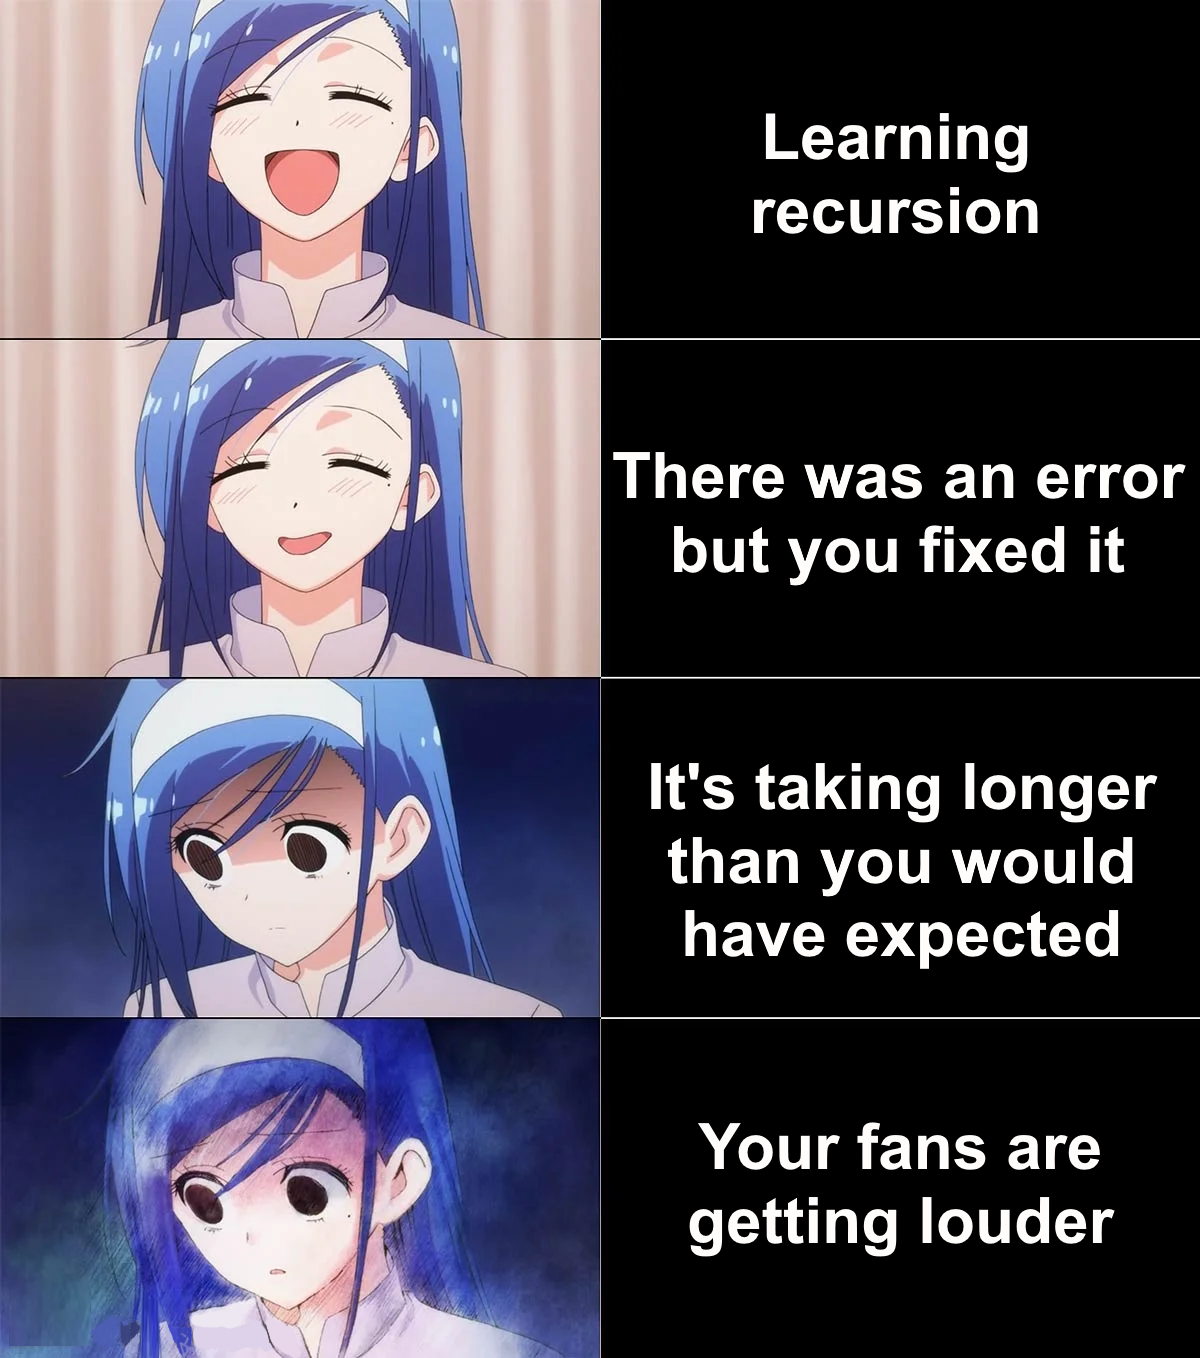 Learning
recursion
There was an error
but you fixed it
It's taking longer
than you would
have expected
Your fans are
getting louder